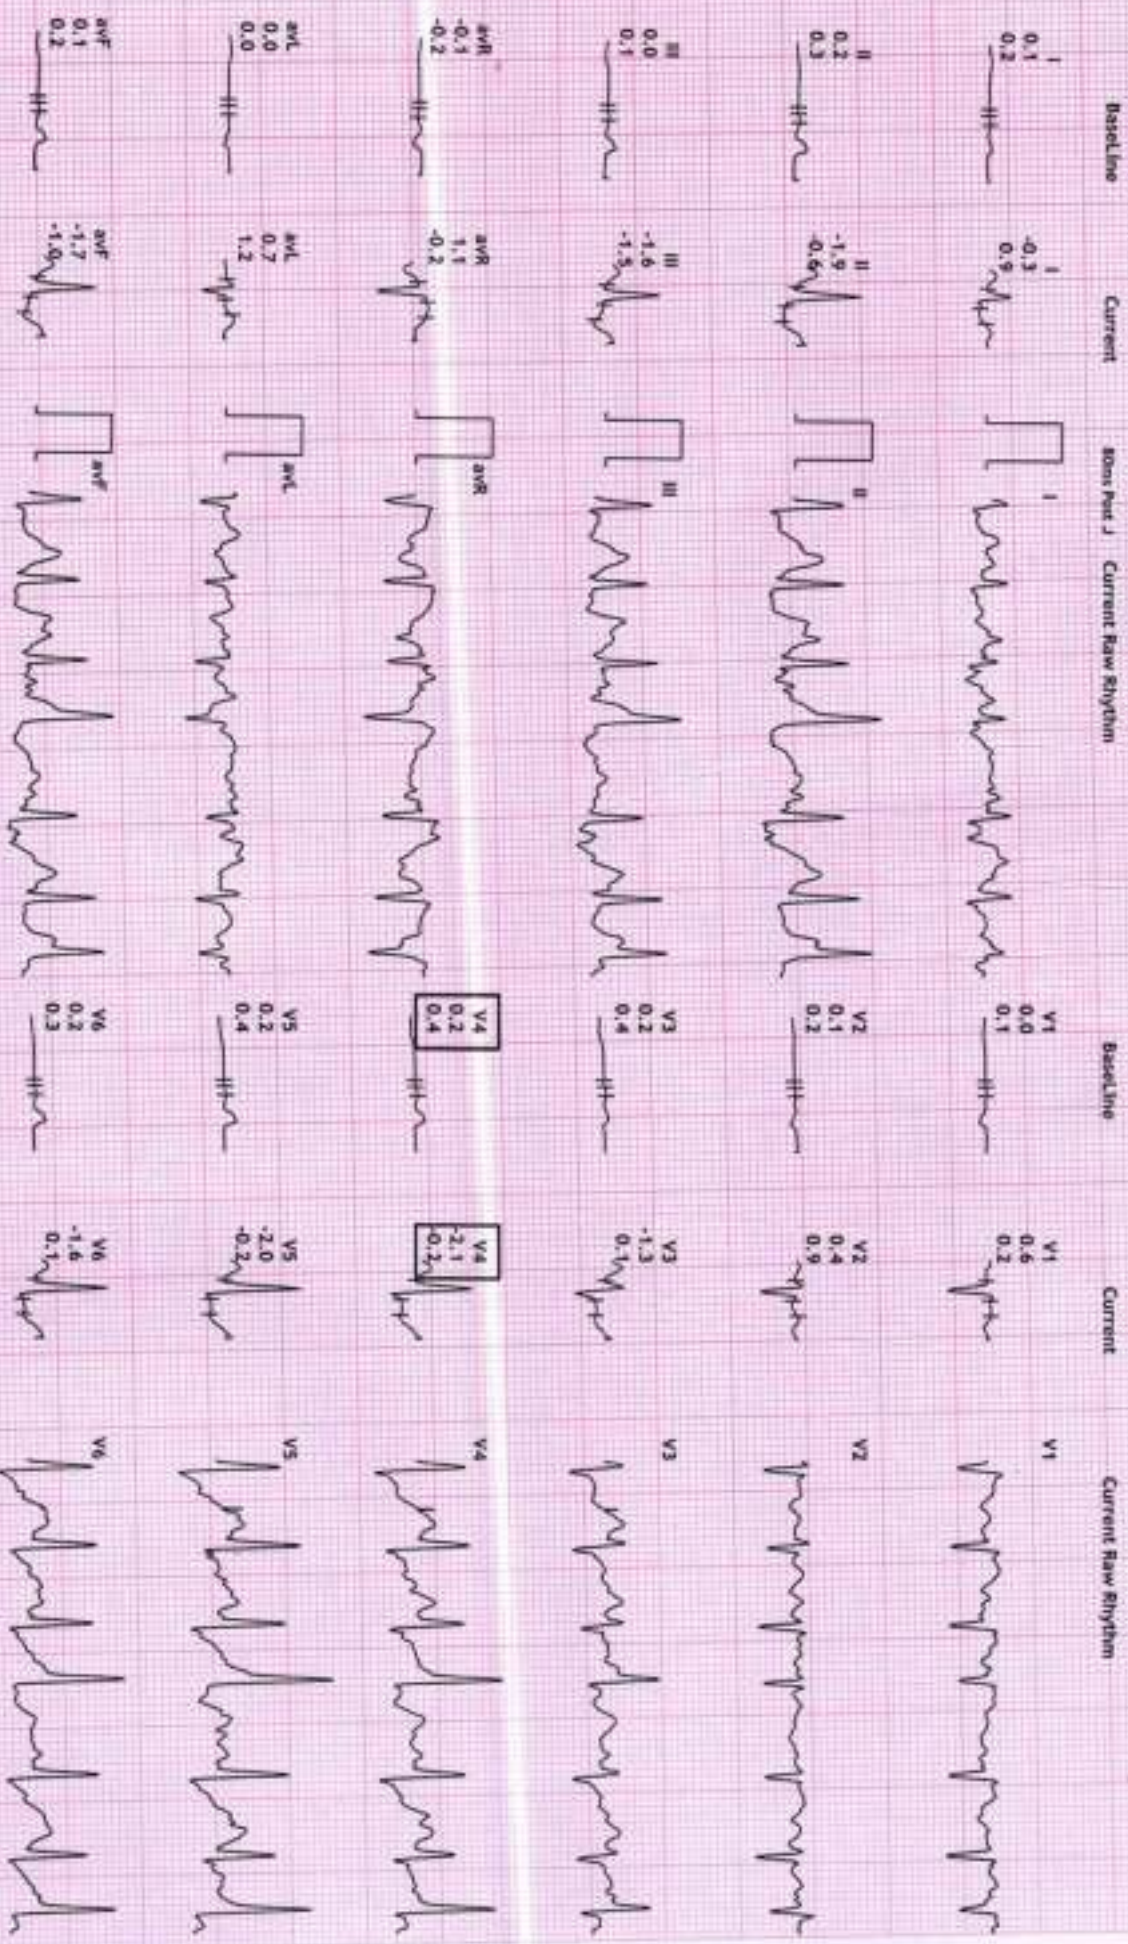 BaseLine Current 80ms Post J Current Raw Rhythm BaseLine Current Current Raw Rhythm
I I I V1 V1 V1
0.1 -0.3 0.0 0.6
0.2 0.9 0.1 0.2
II II II V2 V2 V2
0.2 -1.9 0.1 0.4
0.3 -0.6 0.2 0.9
III III III V3 V3 V3
0.0 -1.6 0.2 -1.3
0.1 -1.5 0.4 0.1
avR avR avR V4 V4 V4
-0.1 1.1 0.2 -2.1
-0.2 -0.2 0.4 -0.2
avL avL avL V5 V5 V5
0.0 0.7 0.2 -2.0
0.0 1.2 0.4 -0.2
avF avF avF V6 V6 V6
0.1 -1.7 0.2 -1.6
0.2 0.3 0.1